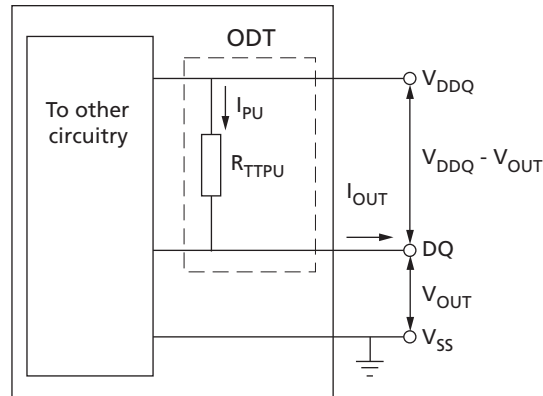 ODT
V_DDQ
To other
circuitry
I_PU
R_TTPU
V_DDQ - V_OUT
I_OUT
DQ
V_OUT
V_SS